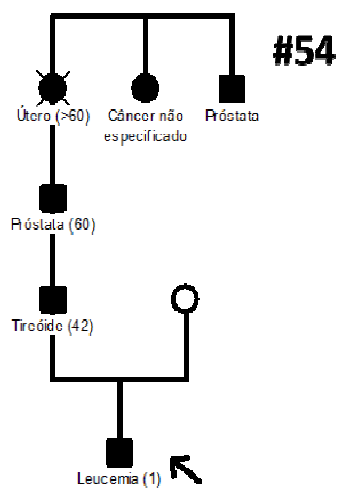 #54
Útero (>60) Câncer não Próstata
especificado
Próstata (60)
Tireóide (42)
Leucemia (1)